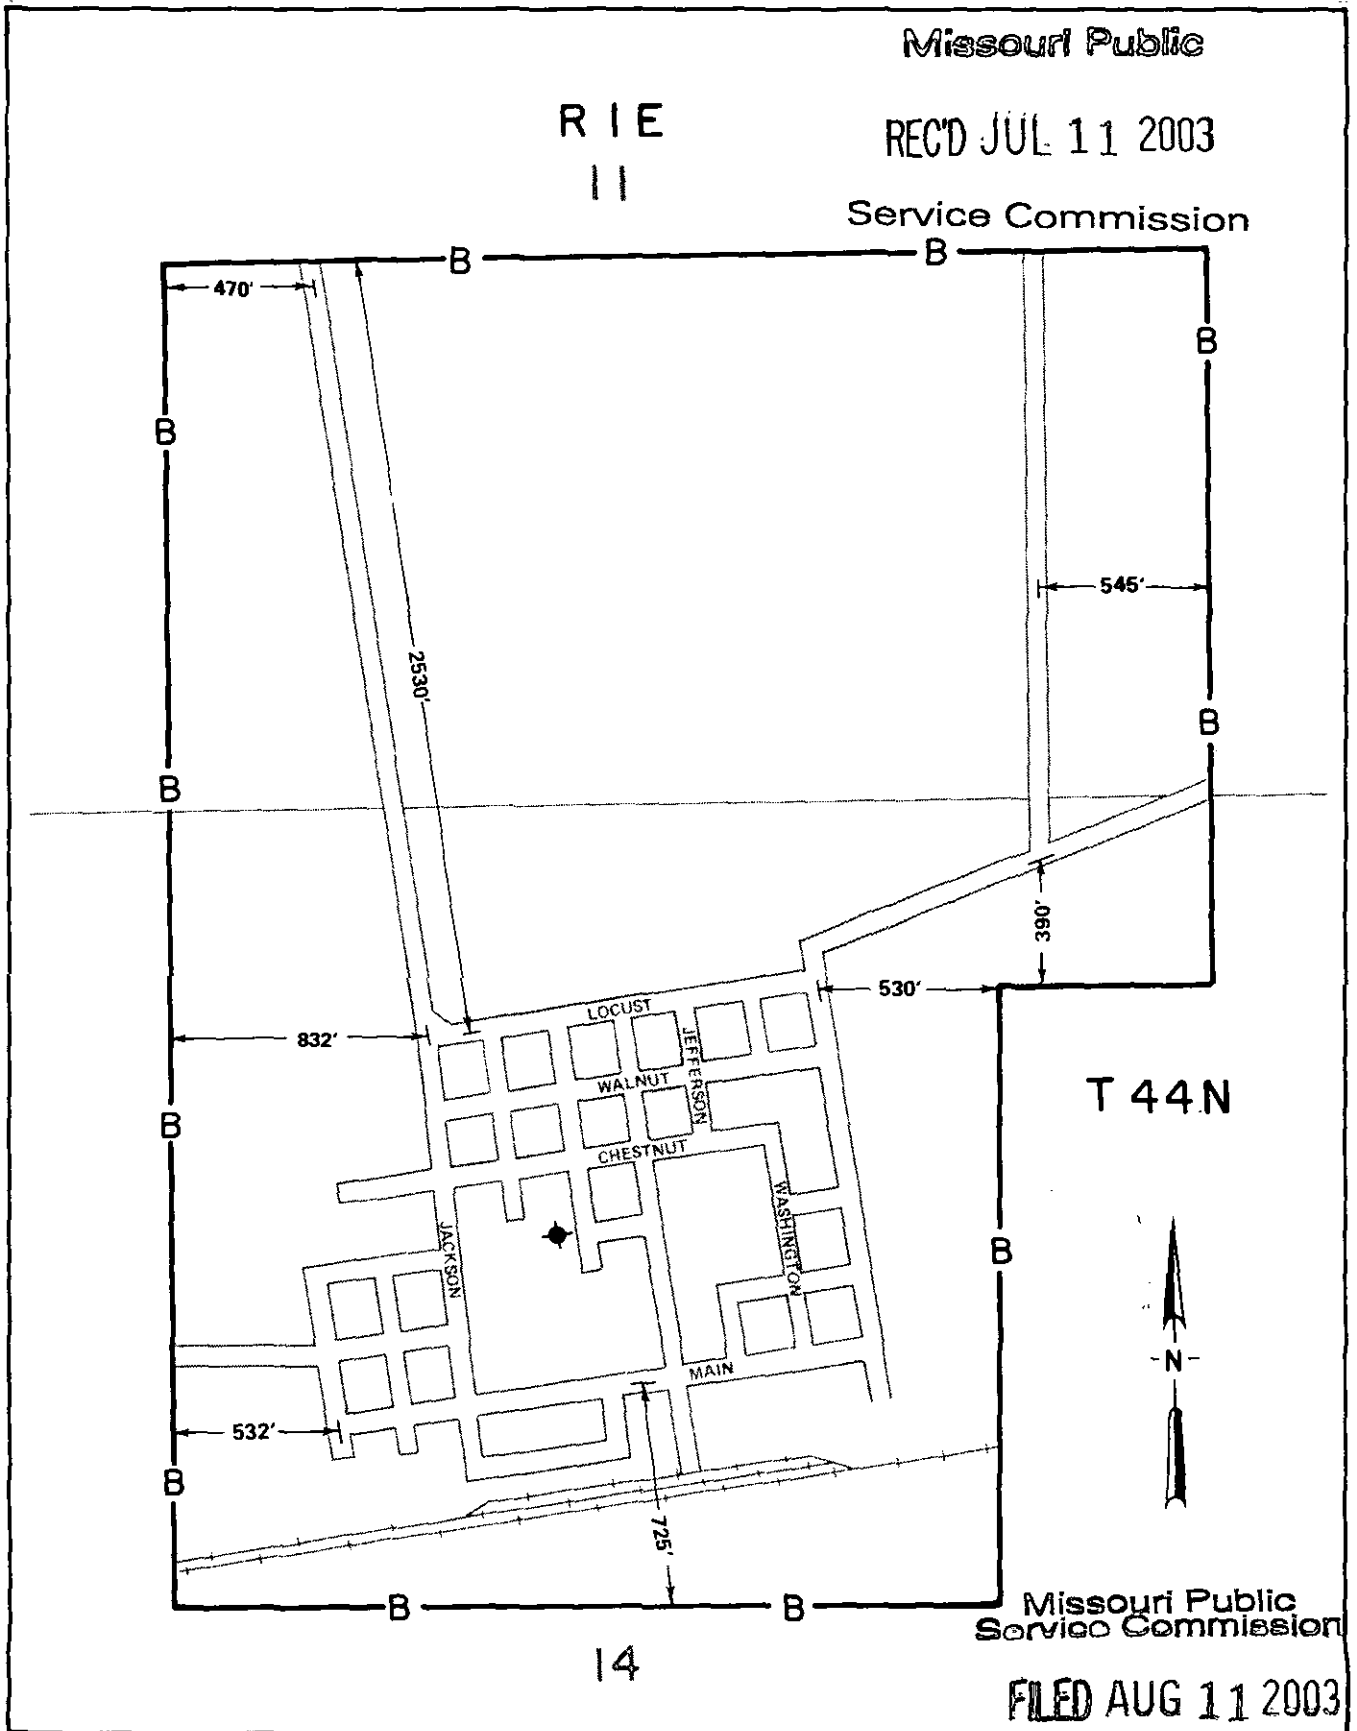 Missouri Public
R I E
REC'D JUL 11 2003
11
Service Commission
B
B
470'
B
B
545'
2530'
B
B
390'
530'
LOCUST
832'
JEFFERSON
WALNUT
T 44 N
B
CHESTNUT
WASHINGTON
JACKSON
B
N
MAIN
532'
B
725'
B
B
Missouri Public
Service Commission
14
FILED AUG 11 2003